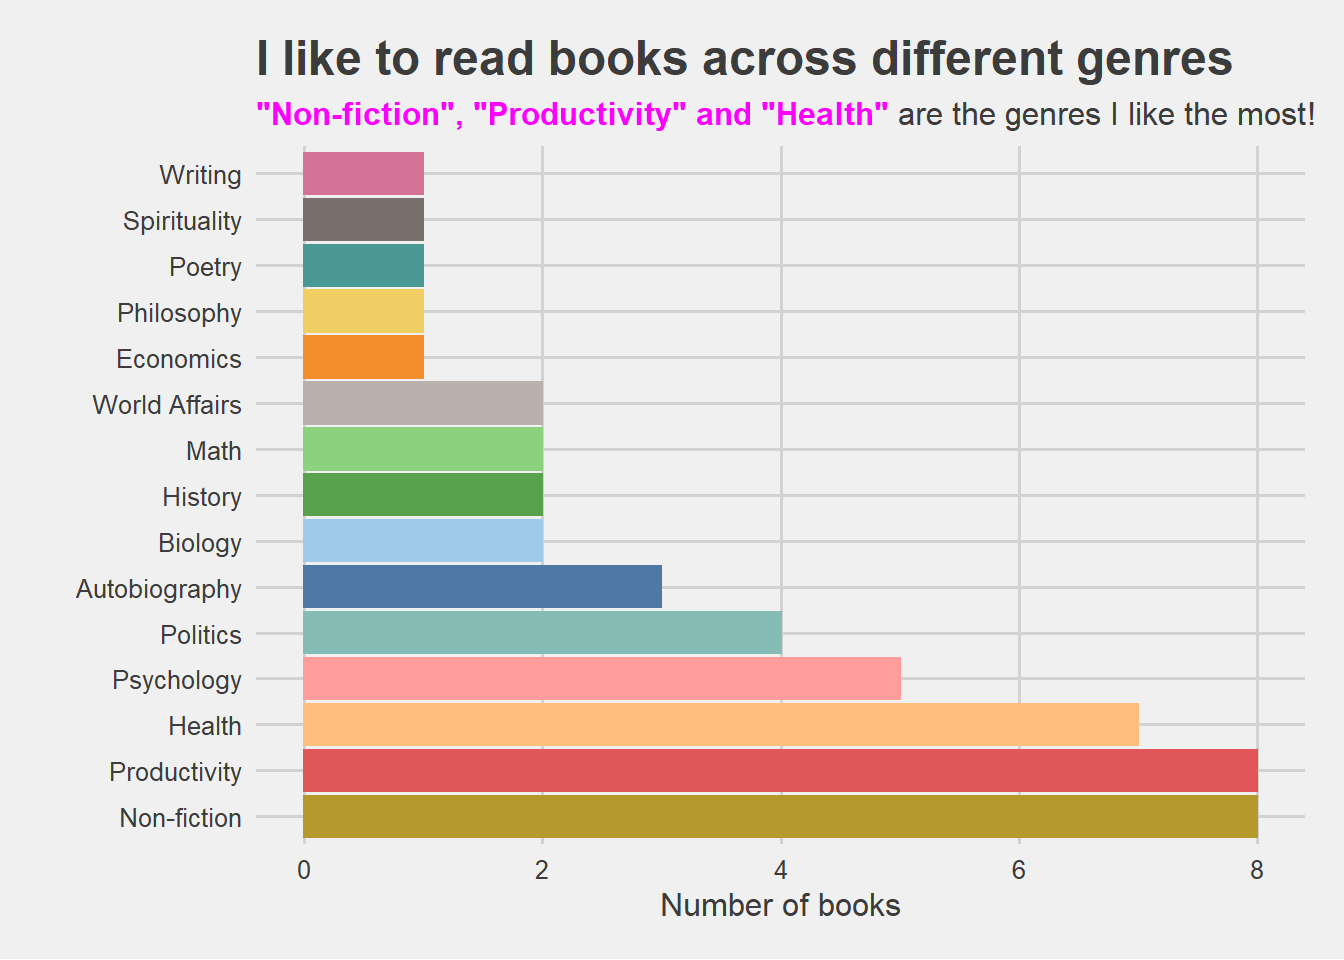 I like to read books across different genres
"Non-fiction", "Productivity" and "Health" are the genres I like the most!
Writing
Spirituality
Poetry
Philosophy
Economics
World Affairs
Math
History
Biology
Autobiography
Politics
Psychology
Health
Productivity
Non-fiction
0 2 4 6 8
Number of books